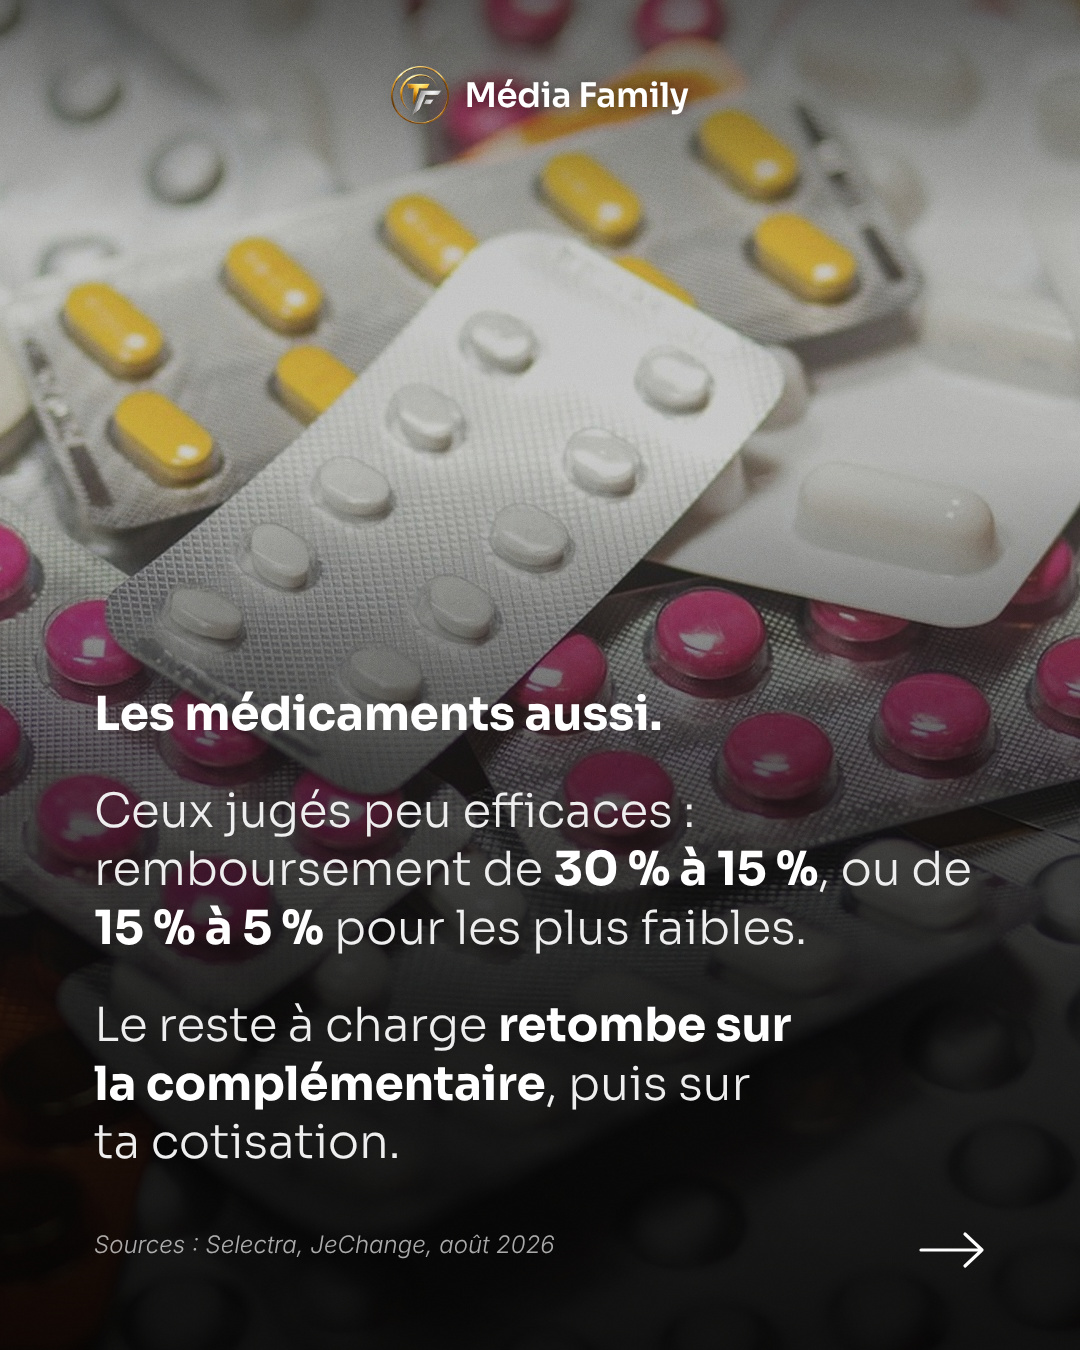 TF Média Family
Les médicaments aussi.
Ceux jugés peu efficaces :
remboursement de 30 % à 15 %, ou de
15 % à 5 % pour les plus faibles.
Le reste à charge retombe sur
la complémentaire, puis sur
ta cotisation.
Sources : Selectra, JeChange, août 2026